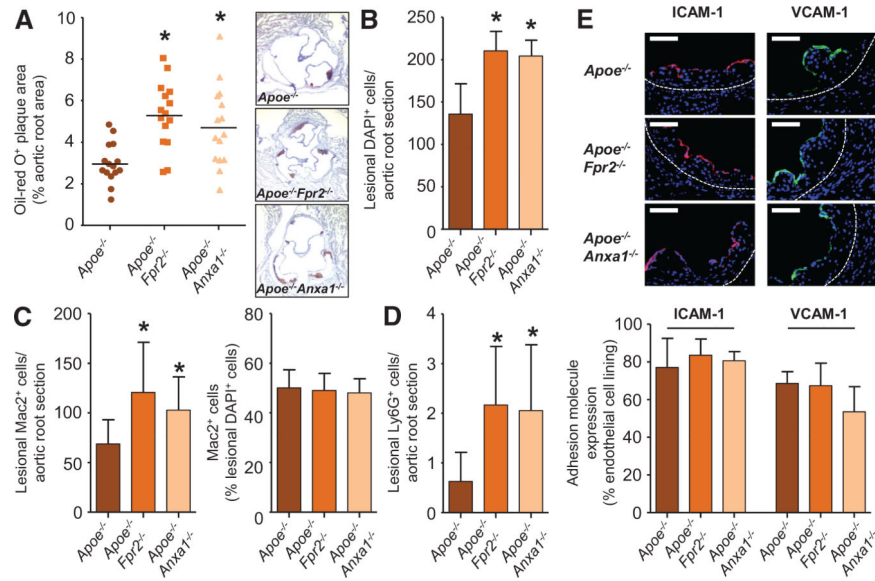 A
Oil-red O⁺ plaque area
(% aortic root area)
10
8
6
4
2
0
*
*
Apoe⁻/⁻
Apoe⁻/⁻
Fpr2⁻/⁻
Apoe⁻/⁻
Anxa1⁻/⁻
Apoe⁻/⁻
Apoe⁻/⁻Fpr2⁻/⁻
Apoe⁻/⁻Anxa1⁻/⁻
B
Lesional DAPI⁺ cells/
aortic root section
250
200
150
100
50
0
*
*
Apoe⁻/⁻
Apoe⁻/⁻
Fpr2⁻/⁻
Apoe⁻/⁻
Anxa1⁻/⁻
E
ICAM-1
VCAM-1
Apoe⁻/⁻
Apoe⁻/⁻
Fpr2⁻/⁻
Apoe⁻/⁻
Anxa1⁻/⁻
C
Lesional Mac2⁺ cells/
aortic root section
200
150
100
50
0
*
*
Apoe⁻/⁻
Apoe⁻/⁻
Fpr2⁻/⁻
Apoe⁻/⁻
Anxa1⁻/⁻
Mac2⁺ cells
(% lesional DAPI⁺ cells)
80
60
40
20
0
Apoe⁻/⁻
Apoe⁻/⁻
Fpr2⁻/⁻
Apoe⁻/⁻
Anxa1⁻/⁻
D
Lesional Ly6G⁺ cells/
aortic root section
4
3
2
1
0
*
*
Apoe⁻/⁻
Apoe⁻/⁻
Fpr2⁻/⁻
Apoe⁻/⁻
Anxa1⁻/⁻
Adhesion molecule
expression
(% endothelial cell lining)
100
80
60
40
20
0
ICAM-1
VCAM-1
Apoe⁻/⁻
Apoe⁻/⁻
Fpr2⁻/⁻
Apoe⁻/⁻
Anxa1⁻/⁻
Apoe⁻/⁻
Apoe⁻/⁻
Fpr2⁻/⁻
Apoe⁻/⁻
Anxa1⁻/⁻